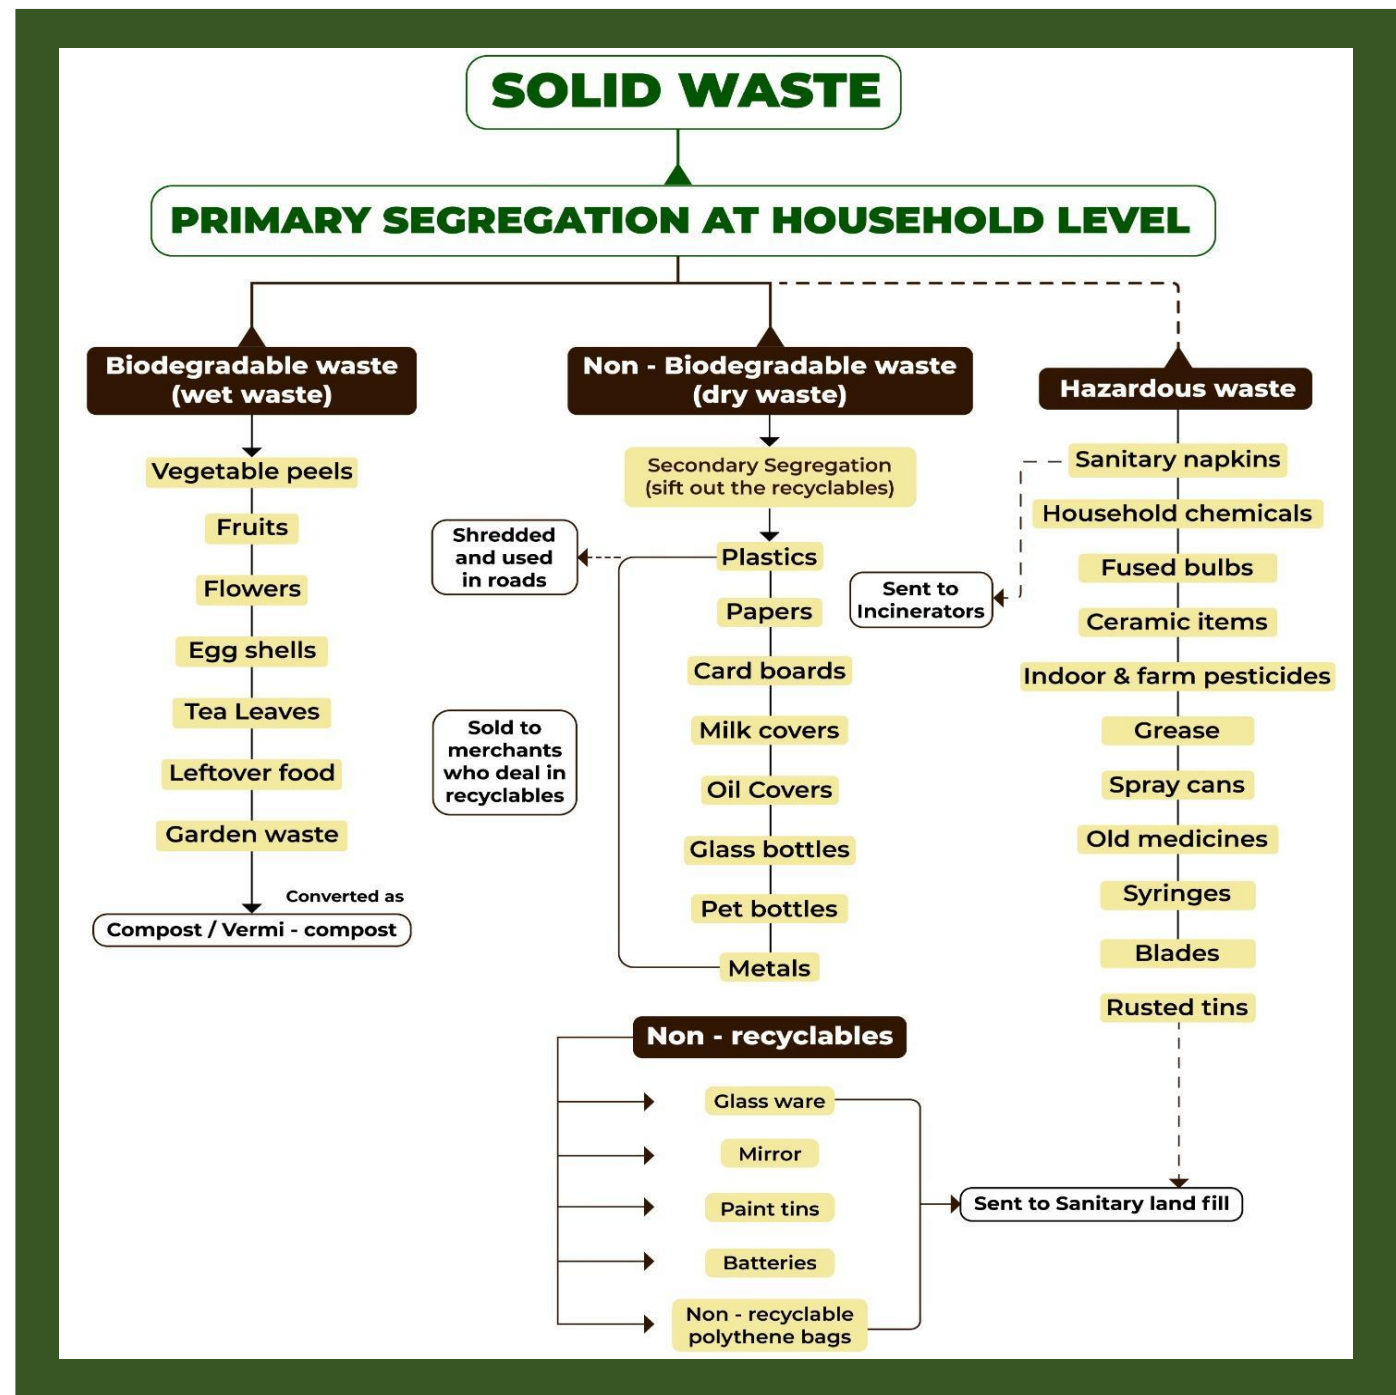 SOLID WASTE
PRIMARY SEGREGATION AT HOUSEHOLD LEVEL
Biodegradable waste
(wet waste)
Vegetable peels
Fruits
Flowers
Egg shells
Tea Leaves
Leftover food
Garden waste
Converted as
Compost / Vermi - compost
Non - Biodegradable waste
(dry waste)
Secondary Segregation
(sift out the recyclables)
Shredded
and used
in roads
Sold to
merchants
who deal in
recyclables
Plastics
Papers
Card boards
Milk covers
Oil Covers
Glass bottles
Pet bottles
Metals
Hazardous waste
Sanitary napkins
Household chemicals
Fused bulbs
Sent to
Incinerators
Ceramic items
Indoor & farm pesticides
Grease
Spray cans
Old medicines
Syringes
Blades
Rusted tins
Non - recyclables
Glass ware
Mirror
Paint tins
Batteries
Non - recyclable
polythene bags
Sent to Sanitary land fill